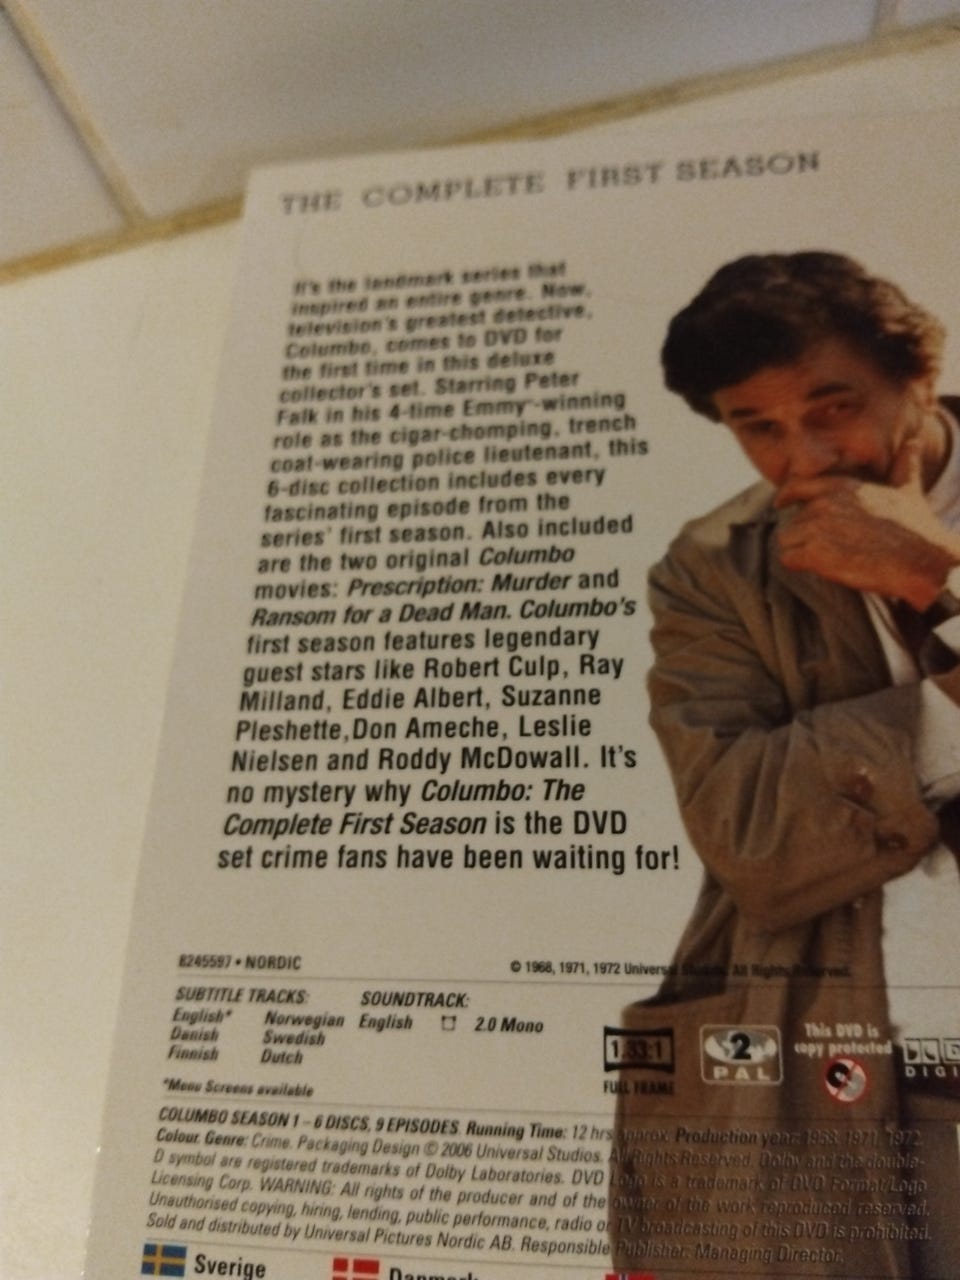 THE COMPLETE FIRST SEASON
It's the landmark series that
inspired an entire genre. Now,
television's greatest detective,
Columbo, comes to DVD for
the first time in this deluxe
collector's set. Starring Peter
Falk in his 4-time Emmy®-winning
role as the cigar-chomping, trench
coat-wearing police lieutenant, this
6-disc collection includes every
fascinating episode from the
series' first season. Also included
are the two original Columbo
movies: Prescription: Murder and
Ransom for a Dead Man. Columbo's
first season features legendary
guest stars like Robert Culp, Ray
Milland, Eddie Albert, Suzanne
Pleshette,Don Ameche, Leslie
Nielsen and Roddy McDowall. It's
no mystery why Columbo: The
Complete First Season is the DVD
set crime fans have been waiting for!
8245597 • NORDIC
© 1968, 1971, 1972 Universal Studios. All Rights Reserved.
SUBTITLE TRACKS: SOUNDTRACK:
English* Norwegian English 2.0 Mono
Danish Swedish
Finnish Dutch
*Menu Screens available
1.33:1
FULL FRAME
2
PAL
This DVD is
copy protected
DIGI
COLUMBO SEASON 1 - 6 DISCS, 9 EPISODES Running Time: 12 hrs approx. Production year: 1968, 1971, 1972.
Colour. Genre: Crime. Packaging Design © 2006 Universal Studios. All Rights Reserved. Dolby and the double-
D symbol are registered trademarks of Dolby Laboratories. DVD Logo is a trademark of DVD Format/Logo
Licensing Corp. WARNING: All rights of the producer and of the owner of the work reproduced reserved.
Unauthorised copying, hiring, lending, public performance, radio or TV broadcasting of this DVD is prohibited.
Sold and distributed by Universal Pictures Nordic AB. Responsible Publisher: Managing Director.
Sverige Danmark